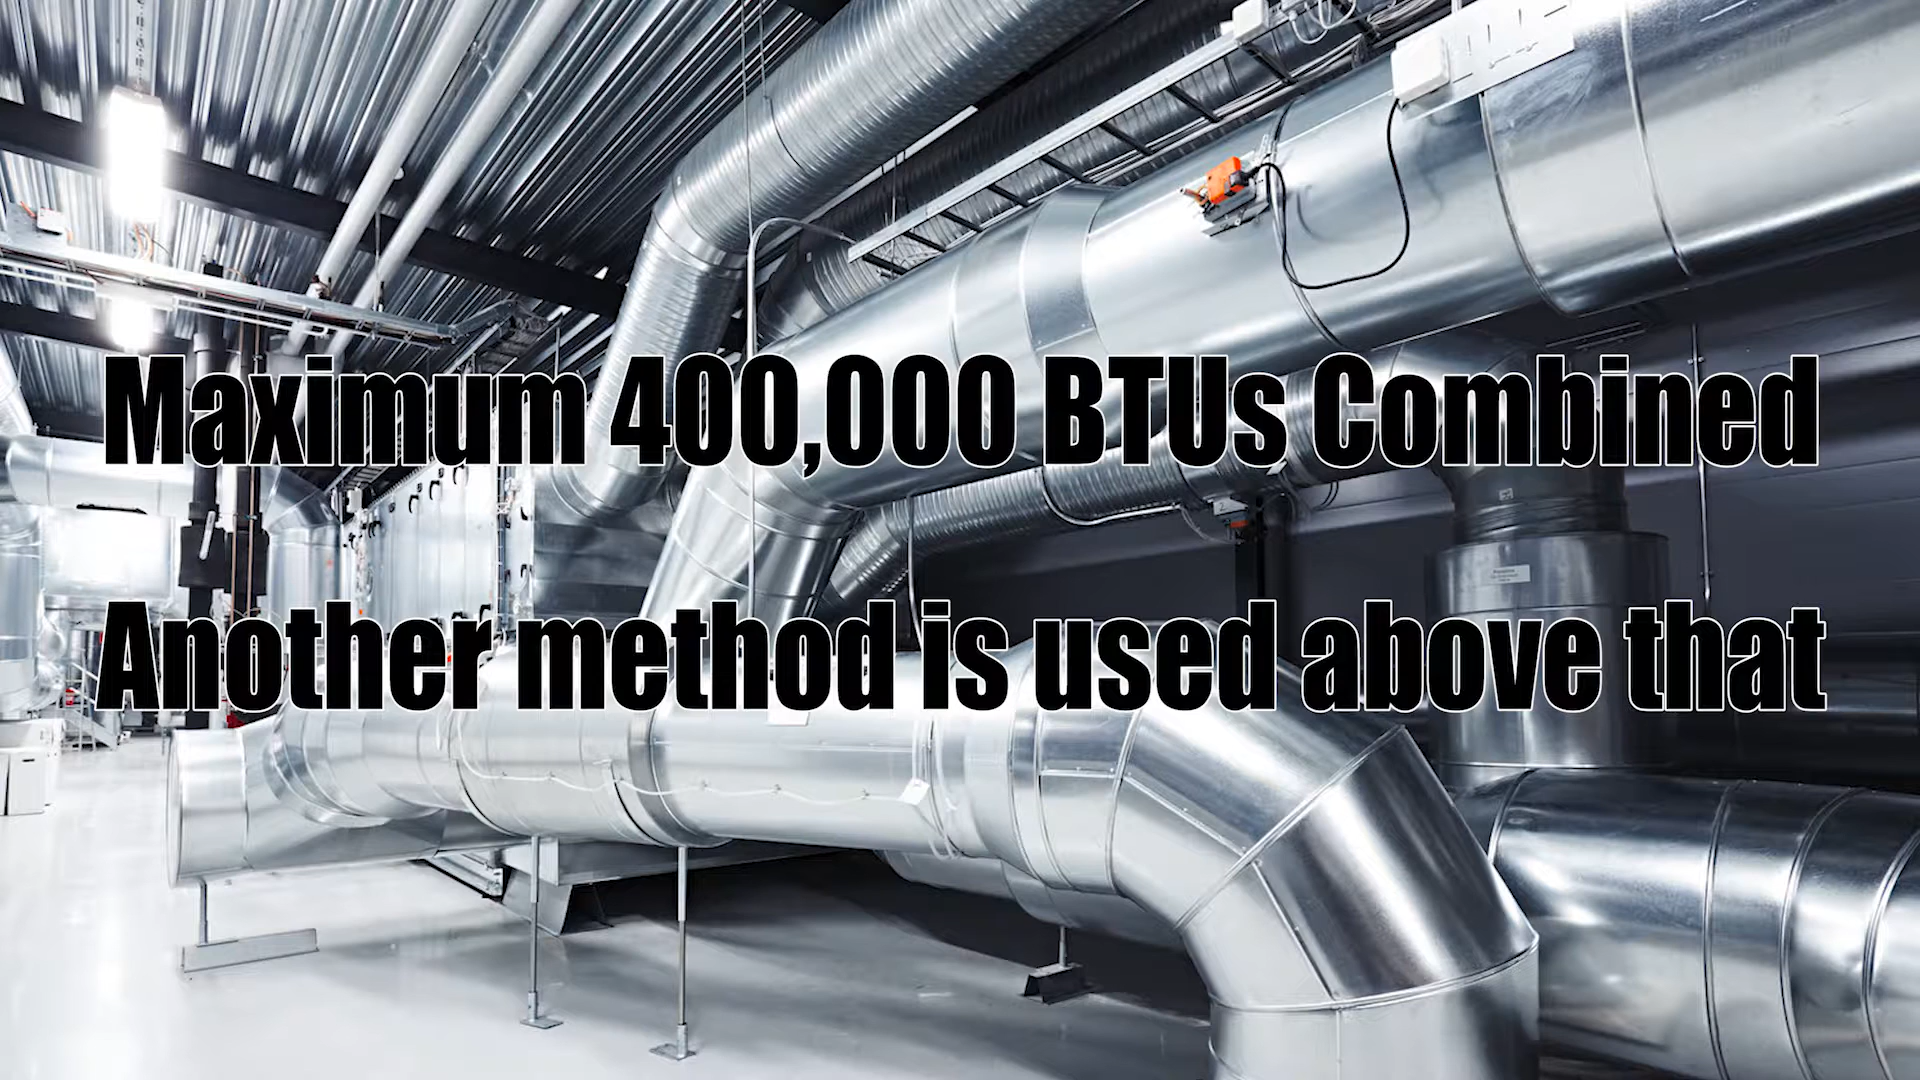 Maximum 400,000 BTUs Combined
Another method is used above that